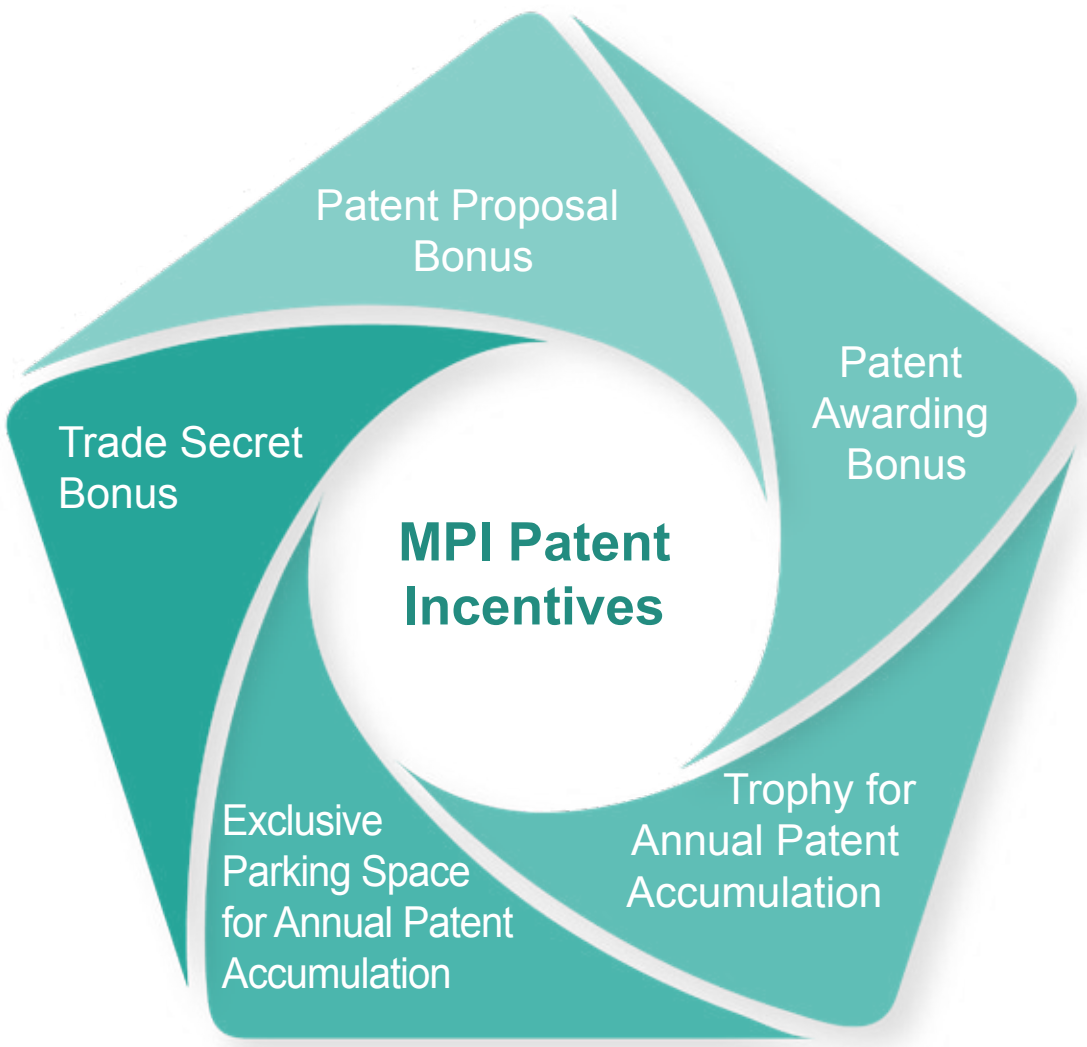 Patent Proposal
Bonus
Patent
Awarding
Bonus
Trophy for
Annual Patent
Accumulation
Exclusive
Parking Space
for Annual Patent
Accumulation
Trade Secret
Bonus
MPI Patent
Incentives